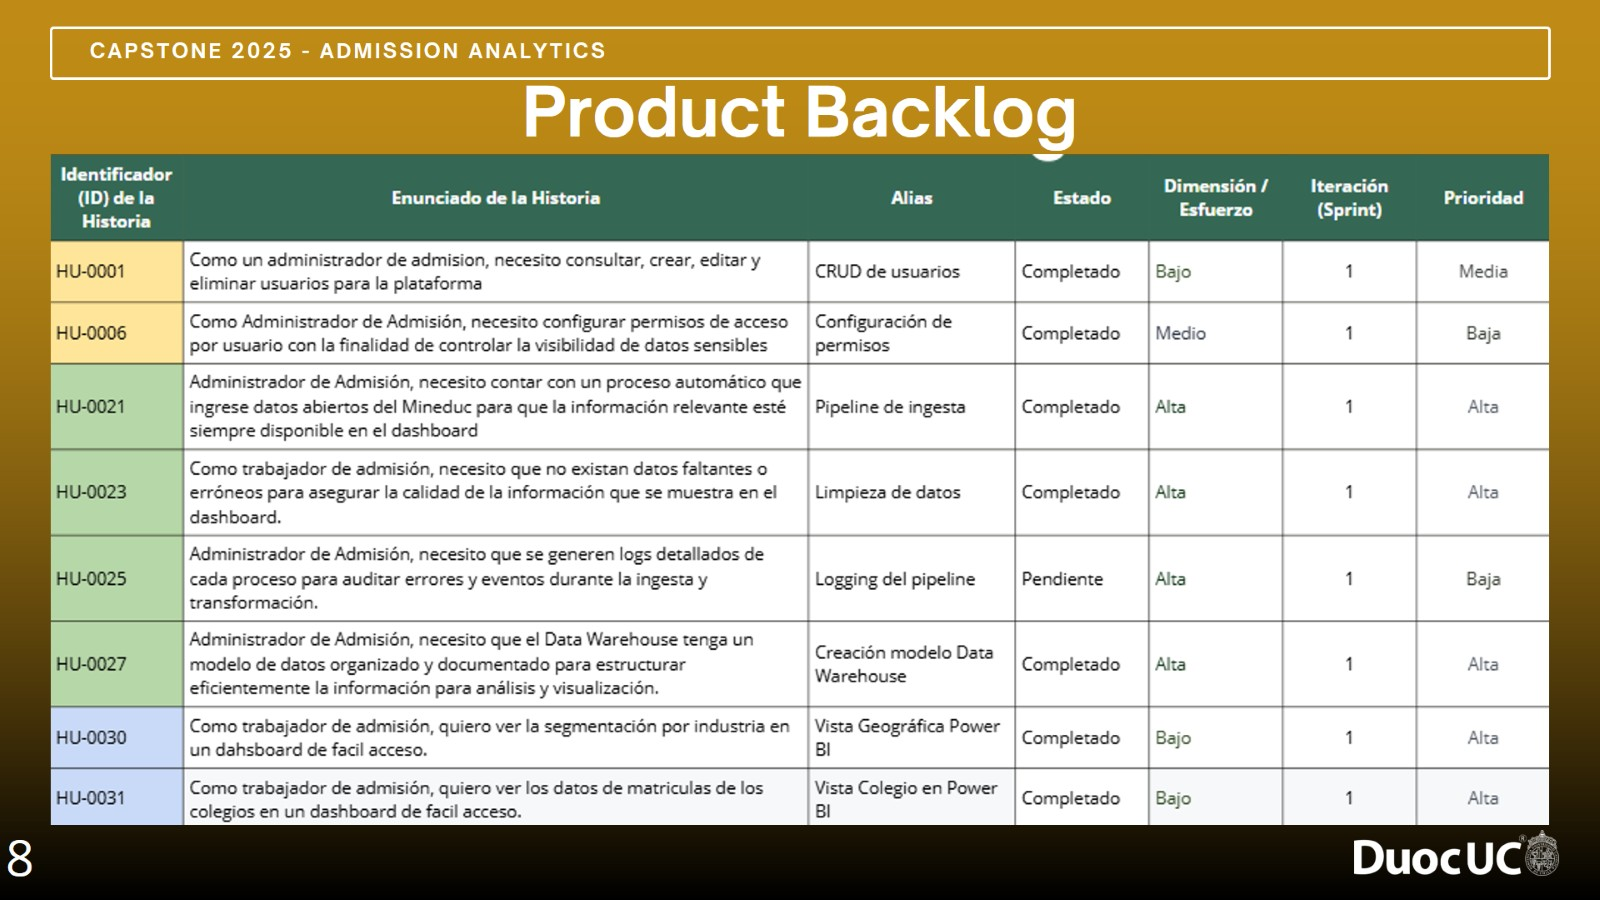 CAPSTONE 2025 - ADMISSION ANALYTICS
Product Backlog
Identificador
(ID) de la
Historia
Enunciado de la Historia
Alias
Estado
Dimensión /
Esfuerzo
Iteración
(Sprint)
Prioridad
HU-0001
Como un administrador de admision, necesito consultar, crear, editar y
eliminar usuarios para la plataforma
CRUD de usuarios
Completado
Bajo
1
Media
HU-0006
Como Administrador de Admisión, necesito configurar permisos de acceso
por usuario con la finalidad de controlar la visibilidad de datos sensibles
Configuración de
permisos
Completado
Medio
1
Baja
HU-0021
Administrador de Admisión, necesito contar con un proceso automático que
ingrese datos abiertos del Mineduc para que la información relevante esté
siempre disponible en el dashboard
Pipeline de ingesta
Completado
Alta
1
Alta
HU-0023
Como trabajador de admisión, necesito que no existan datos faltantes o
erróneos para asegurar la calidad de la información que se muestra en el
dashboard.
Limpieza de datos
Completado
Alta
1
Alta
HU-0025
Administrador de Admisión, necesito que se generen logs detallados de
cada proceso para auditar errores y eventos durante la ingesta y
transformación.
Logging del pipeline
Pendiente
Alta
1
Baja
HU-0027
Administrador de Admisión, necesito que el Data Warehouse tenga un
modelo de datos organizado y documentado para estructurar
eficientemente la información para análisis y visualización.
Creación modelo Data
Warehouse
Completado
Alta
1
Alta
HU-0030
Como trabajador de admisión, quiero ver la segmentación por industria en
un dahsboard de facil acceso.
Vista Geográfica Power
BI
Completado
Bajo
1
Alta
HU-0031
Como trabajador de admisión, quiero ver los datos de matriculas de los
colegios en un dashboard de facil acceso.
Vista Colegio en Power
BI
Completado
Bajo
1
Alta
8
Duoc UC